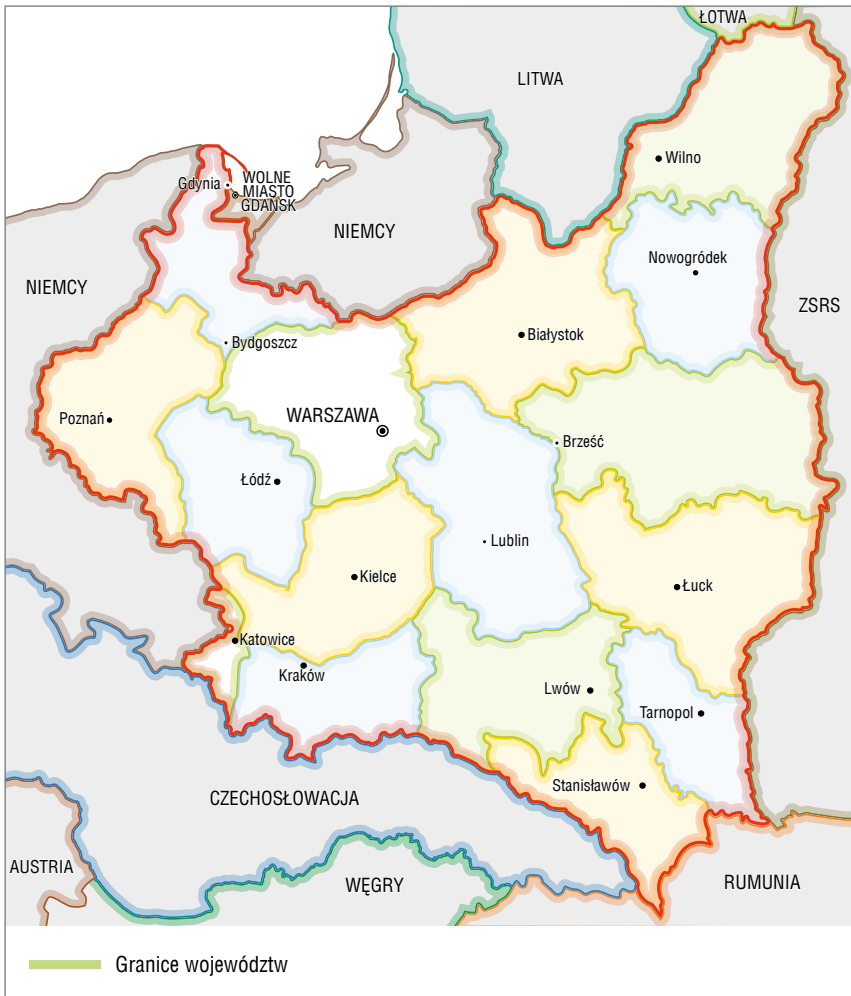 ŁOTWA
LITWA
Wilno
Gdynia
WOLNE
MIASTO
GDAŃSK
NIEMCY
Nowogródek
NIEMCY
ZSRS
Białystok
Bydgoszcz
WARSZAWA
Poznań
Brześć
Łódź
Lublin
Kielce
Łuck
Katowice
Kraków
Lwów
Tarnopol
Stanisławów
CZECHOSŁOWACJA
AUSTRIA
WĘGRY
RUMUNIA
Granice województw